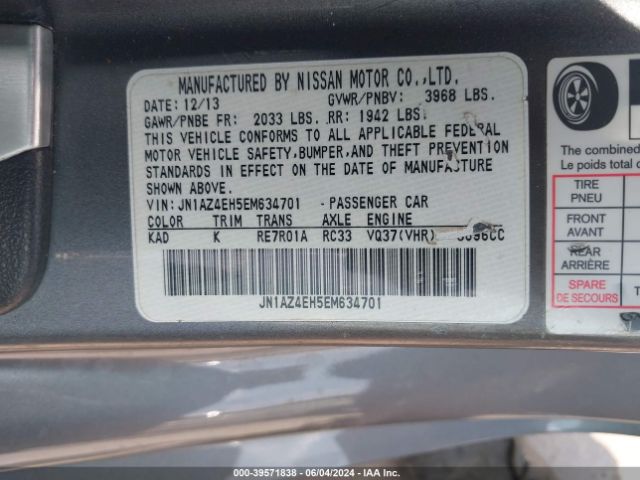 MANUFACTURED BY NISSAN MOTOR CO.,LTD.
DATE: 12/13 GVWR/PNBV: 3968 LBS.
GAWR/PNBE FR: 2033 LBS. RR: 1942 LBS.
THIS VEHICLE CONFORMS TO ALL APPLICABLE FEDERAL
MOTOR VEHICLE SAFETY,BUMPER,AND THEFT PREVENTION
STANDARDS IN EFFECT ON THE DATE OF MANUFACTURE
SHOWN ABOVE.
VIN: JN1AZ4EH5EM634701 - PASSENGER CAR
COLOR TRIM TRANS AXLE ENGINE
KAD K RE7R01A RC33 VQ37(VHR) 3696CC
JN1AZ4EH5EM634701
The combined
Le poids total
TIRE
PNEU
FRONT
AVANT
REAR
ARRIÈRE
SPARE
DE SECOURS
000-39571838 - 06/04/2024 - IAA Inc.